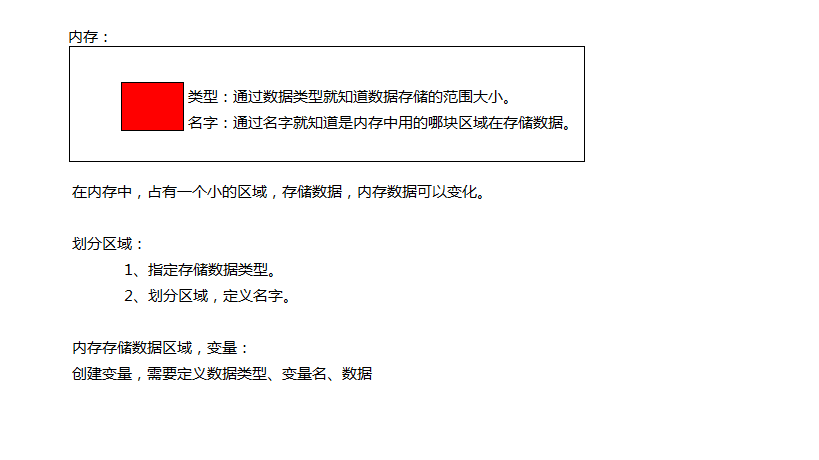 内存：
类型：通过数据类型就知道数据存储的范围大小。
名字：通过名字就知道是内存中用的哪块区域在存储数据。
在内存中，占有一个小的区域，存储数据，内存数据可以变化。
划分区域：
1、指定存储数据类型。
2、划分区域，定义名字。
内存存储数据区域，变量：
创建变量，需要定义数据类型、变量名、数据